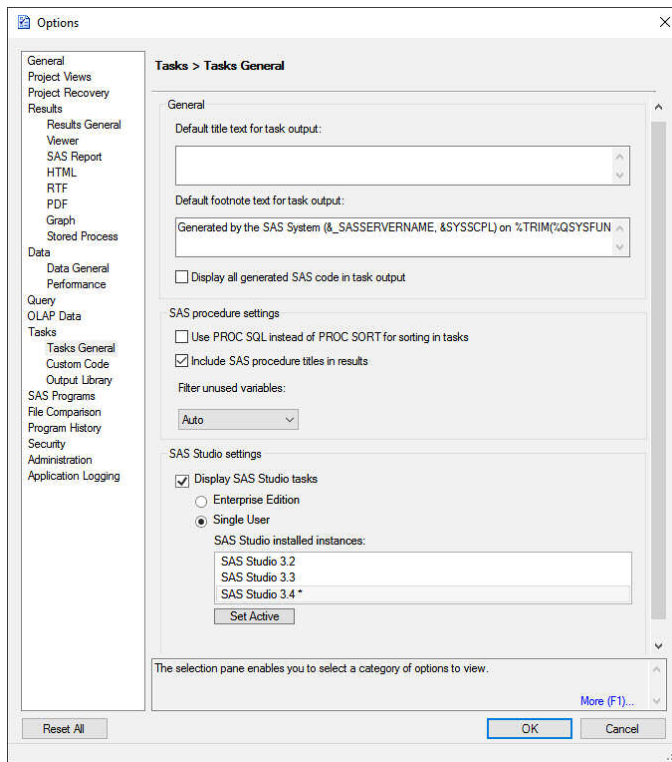 Options
General
Project Views
Project Recovery
Results
Results General
Viewer
SAS Report
HTML
RTF
PDF
Graph
Stored Process
Data
Data General
Performance
Query
OLAP Data
Tasks
Tasks General
Custom Code
Output Library
SAS Programs
File Comparison
Program History
Security
Administration
Application Logging
Tasks > Tasks General
General
Default title text for task output:
Default footnote text for task output:
Generated by the SAS System (&_SASSERVERNAME, &SYSSCPL) on %TRIM(%QSYSFUN
Display all generated SAS code in task output
SAS procedure settings
Use PROC SQL instead of PROC SORT for sorting in tasks
Include SAS procedure titles in results
Filter unused variables:
Auto
SAS Studio settings
Display SAS Studio tasks
Enterprise Edition
Single User
SAS Studio installed instances:
SAS Studio 3.2
SAS Studio 3.3
SAS Studio 3.4 *
Set Active
The selection pane enables you to select a category of options to view.
More (F1)...
Reset All
OK
Cancel